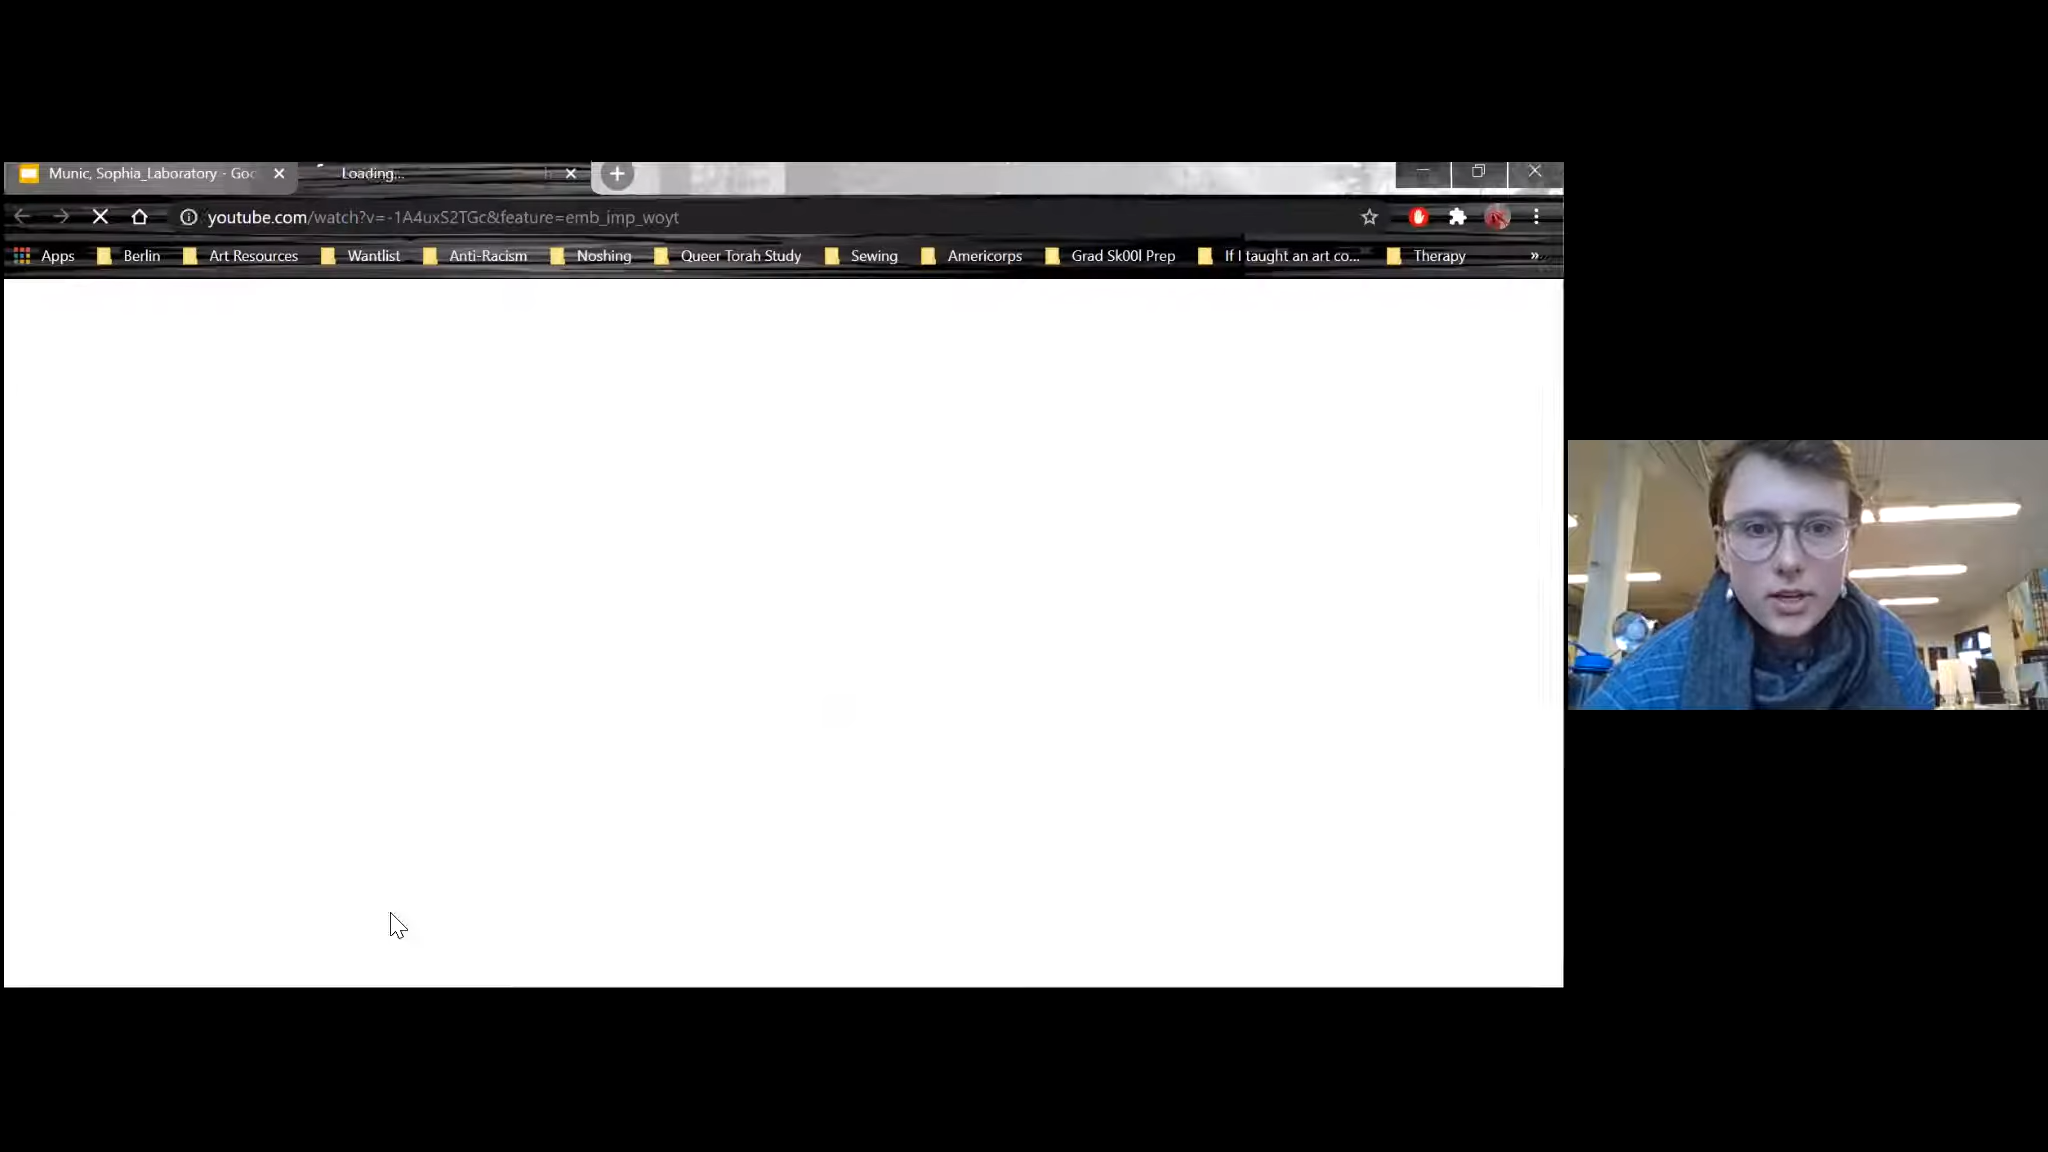 Munic, Sophia_Laboratory - Goo
Loading...
youtube.com/watch?v=-1A4uxS2TGc&feature=emb_imp_woyt
Apps Berlin Art Resources Wantlist Anti-Racism Noshing Queer Torah Study Sewing Americorps Grad Sk00l Prep If I taught an art co... Therapy »